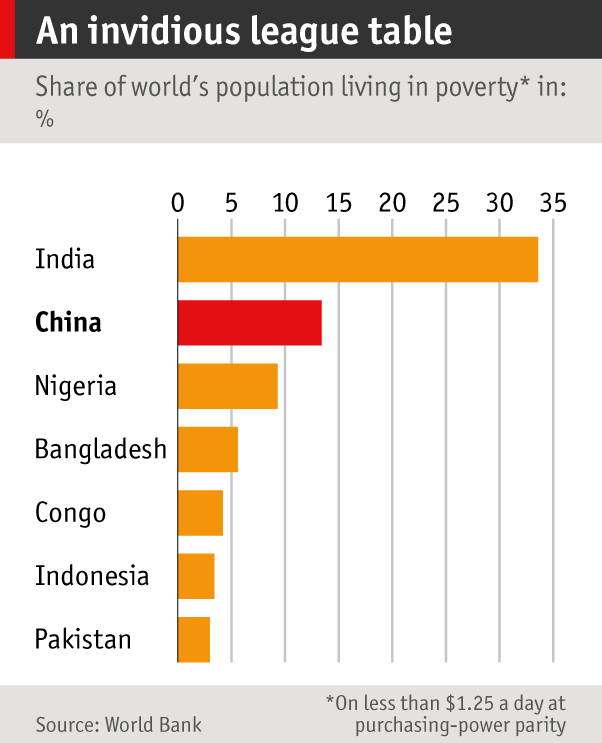 An invidious league table
Share of world's population living in poverty* in:
%
0 5 10 15 20 25 30 35
India
China
Nigeria
Bangladesh
Congo
Indonesia
Pakistan
*On less than $1.25 a day at
Source: World Bank purchasing-power parity